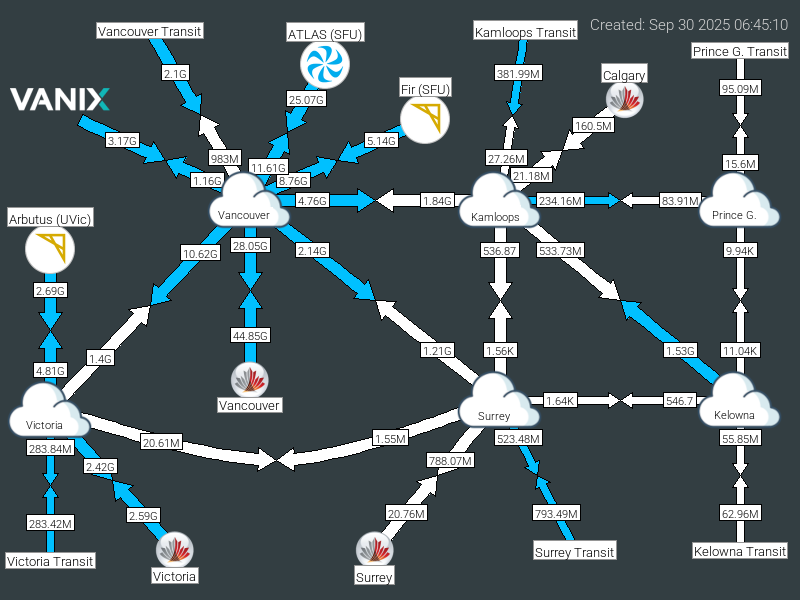 Created: Sep 30 2025 06:45:10
Vancouver Transit
ATLAS (SFU)
Kamloops Transit
Prince G. Transit
2.1G
381.99M
Calgary
VANIX
25.07G
Fir (SFU)
95.09M
3.17G
5.14G
160.5M
983M
11.61G
27.26M
15.6M
1.16G
8.76G
21.18M
4.76G
1.84G
234.16M
83.91M
Arbutus (UVic)
Vancouver
Kamloops
Prince G.
10.62G
28.05G
2.14G
536.87
533.73M
9.94K
2.69G
44.85G
1.4G
1.21G
1.56K
1.53G
11.04K
4.81G
Vancouver
1.64K
546.7
Victoria
Surrey
Kelowna
283.84M
20.61M
1.55M
523.48M
55.85M
2.42G
788.07M
283.42M
2.59G
20.76M
793.49M
62.96M
Victoria Transit
Victoria
Surrey
Surrey Transit
Kelowna Transit